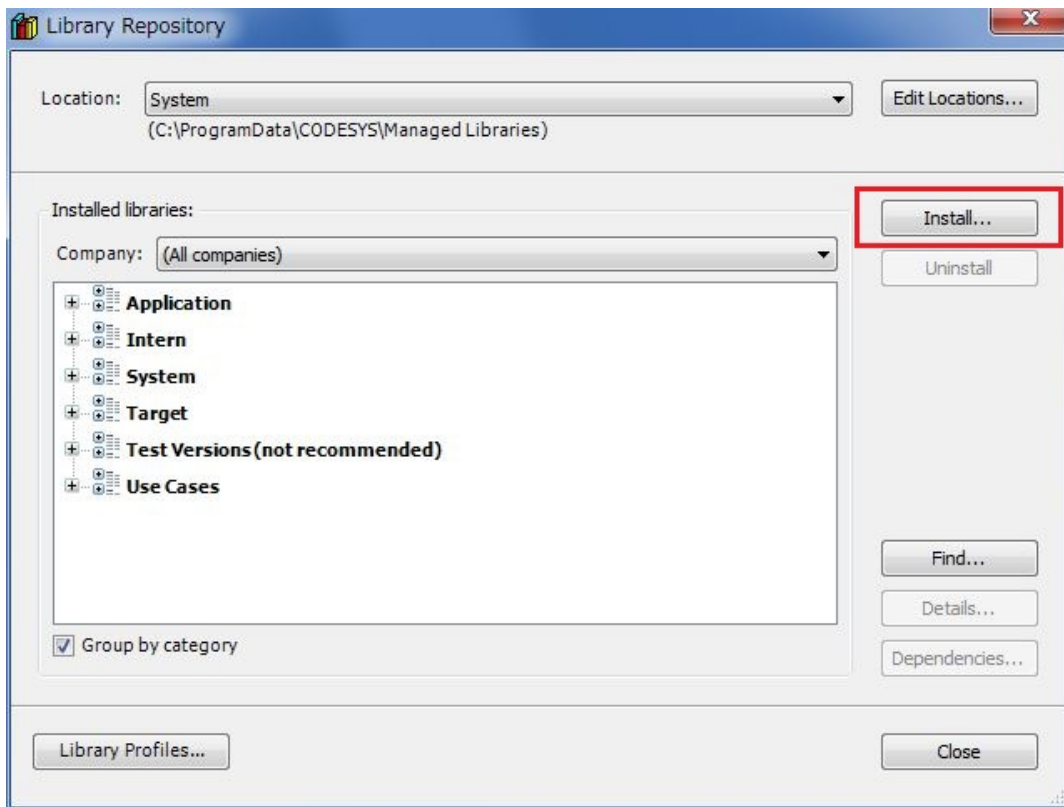 Library Repository
Location: System Edit Locations...
(C:\ProgramData\CODESYS\Managed Libraries)
Installed libraries:
Install...
Company: (All companies)
Uninstall
Application
Intern
System
Target
Test Versions(not recommended)
Use Cases
Find...
Details...
Group by category
Dependencies...
Library Profiles... Close